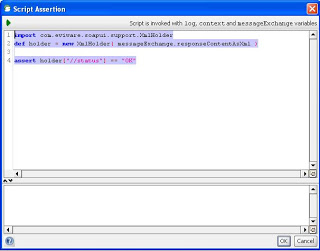 Script Assertion
Script is invoked with log, context and messageExchange variables
1 import com.eviware.soapui.support.XmlHolder
2 def holder = new XmlHolder( messageExchange.responseContentAsXml )
3
4 assert holder["//status"] == "OK"
OK
Cancel